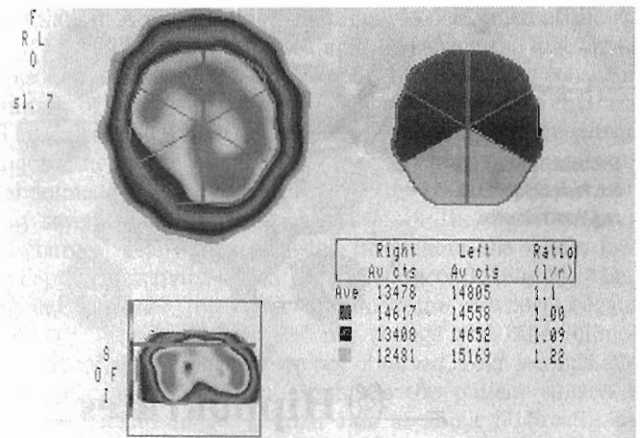 F
R L
O
sl. 7
Right Left Ratio
Av cts Av cts (l/r)
Ave 13478 14805 1.1
14617 14558 1.00
13408 14652 1.09
12481 15169 1.22
S
O F
I